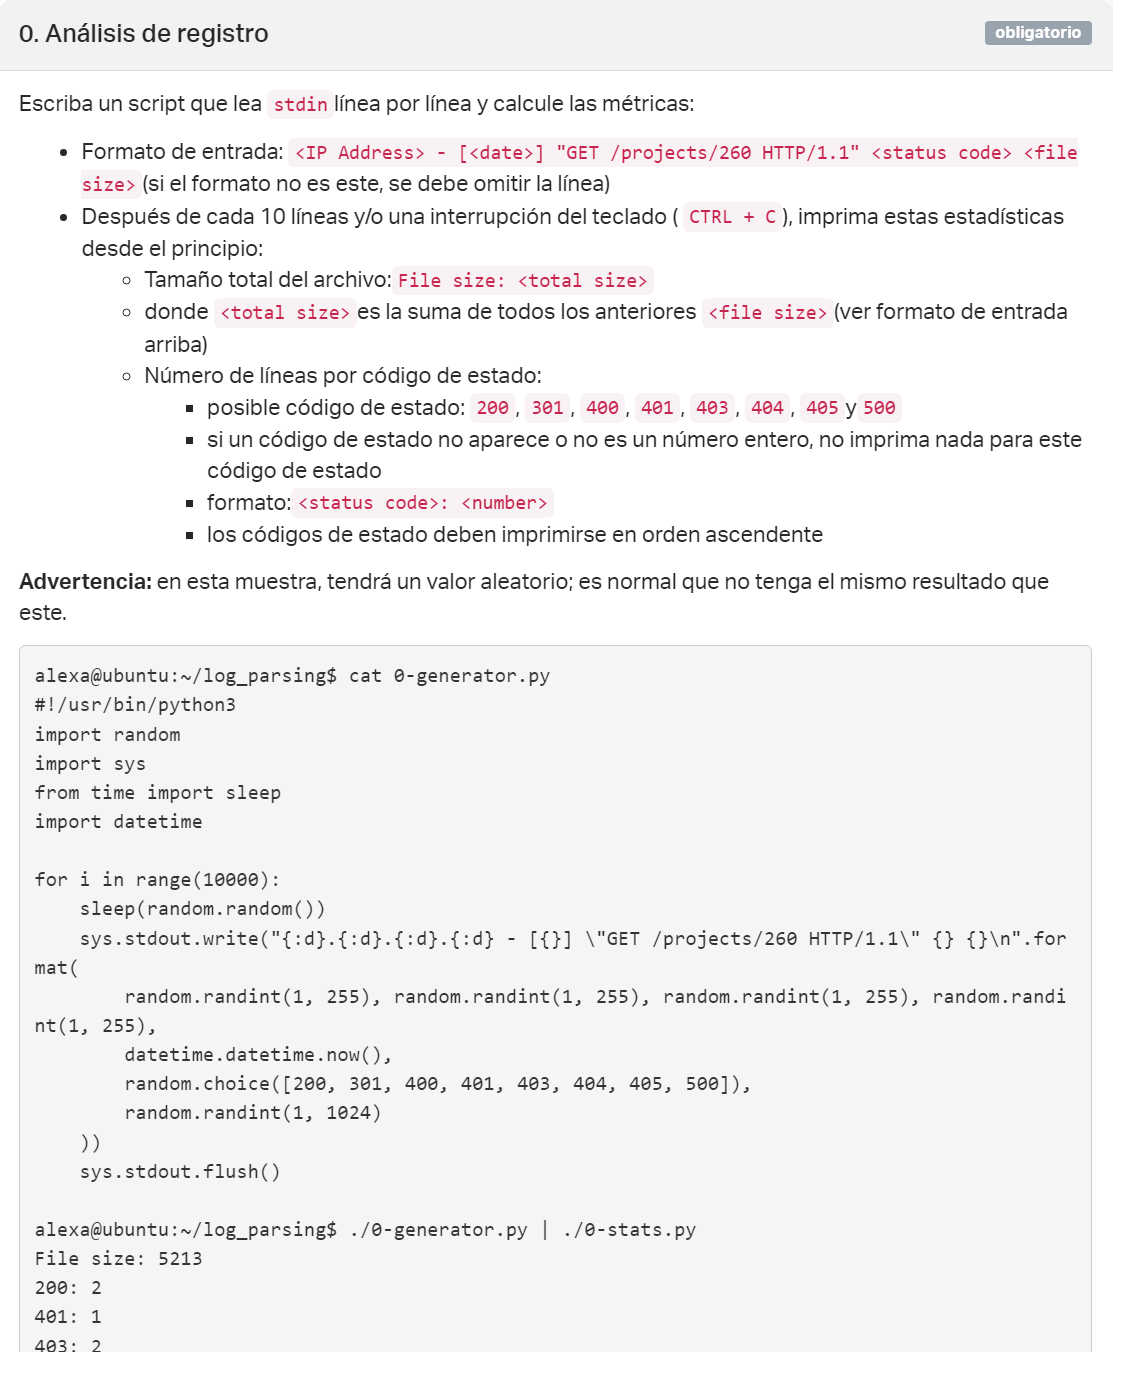 0. Análisis de registro
obligatorio
Escriba un script que lea stdin línea por línea y calcule las métricas:
• Formato de entrada: <IP Address> - [<date>] "GET /projects/260 HTTP/1.1" <status code> <file
size> (si el formato no es este, se debe omitir la línea)
• Después de cada 10 líneas y/o una interrupción del teclado ( CTRL + C ), imprima estas estadísticas
desde el principio:
◦ Tamaño total del archivo: File size: <total size>
◦ donde <total size> es la suma de todos los anteriores <file size> (ver formato de entrada
arriba)
◦ Número de líneas por código de estado:
▪ posible código de estado: 200 , 301 , 400 , 401 , 403 , 404 , 405 y 500
▪ si un código de estado no aparece o no es un número entero, no imprima nada para este
código de estado
▪ formato: <status code>: <number>
▪ los códigos de estado deben imprimirse en orden ascendente
Advertencia: en esta muestra, tendrá un valor aleatorio; es normal que no tenga el mismo resultado que
este.
alexa@ubuntu:~/log_parsing$ cat 0-generator.py
#!/usr/bin/python3
import random
import sys
from time import sleep
import datetime
for i in range(10000):
    sleep(random.random())
    sys.stdout.write("{:d}.{:d}.{:d}.{:d} - [{}] \"GET /projects/260 HTTP/1.1\" {} {}\n".for
mat(
        random.randint(1, 255), random.randint(1, 255), random.randint(1, 255), random.randi
nt(1, 255),
        datetime.datetime.now(),
        random.choice([200, 301, 400, 401, 403, 404, 405, 500]),
        random.randint(1, 1024)
    ))
    sys.stdout.flush()
alexa@ubuntu:~/log_parsing$ ./0-generator.py | ./0-stats.py
File size: 5213
200: 2
401: 1
403: 2